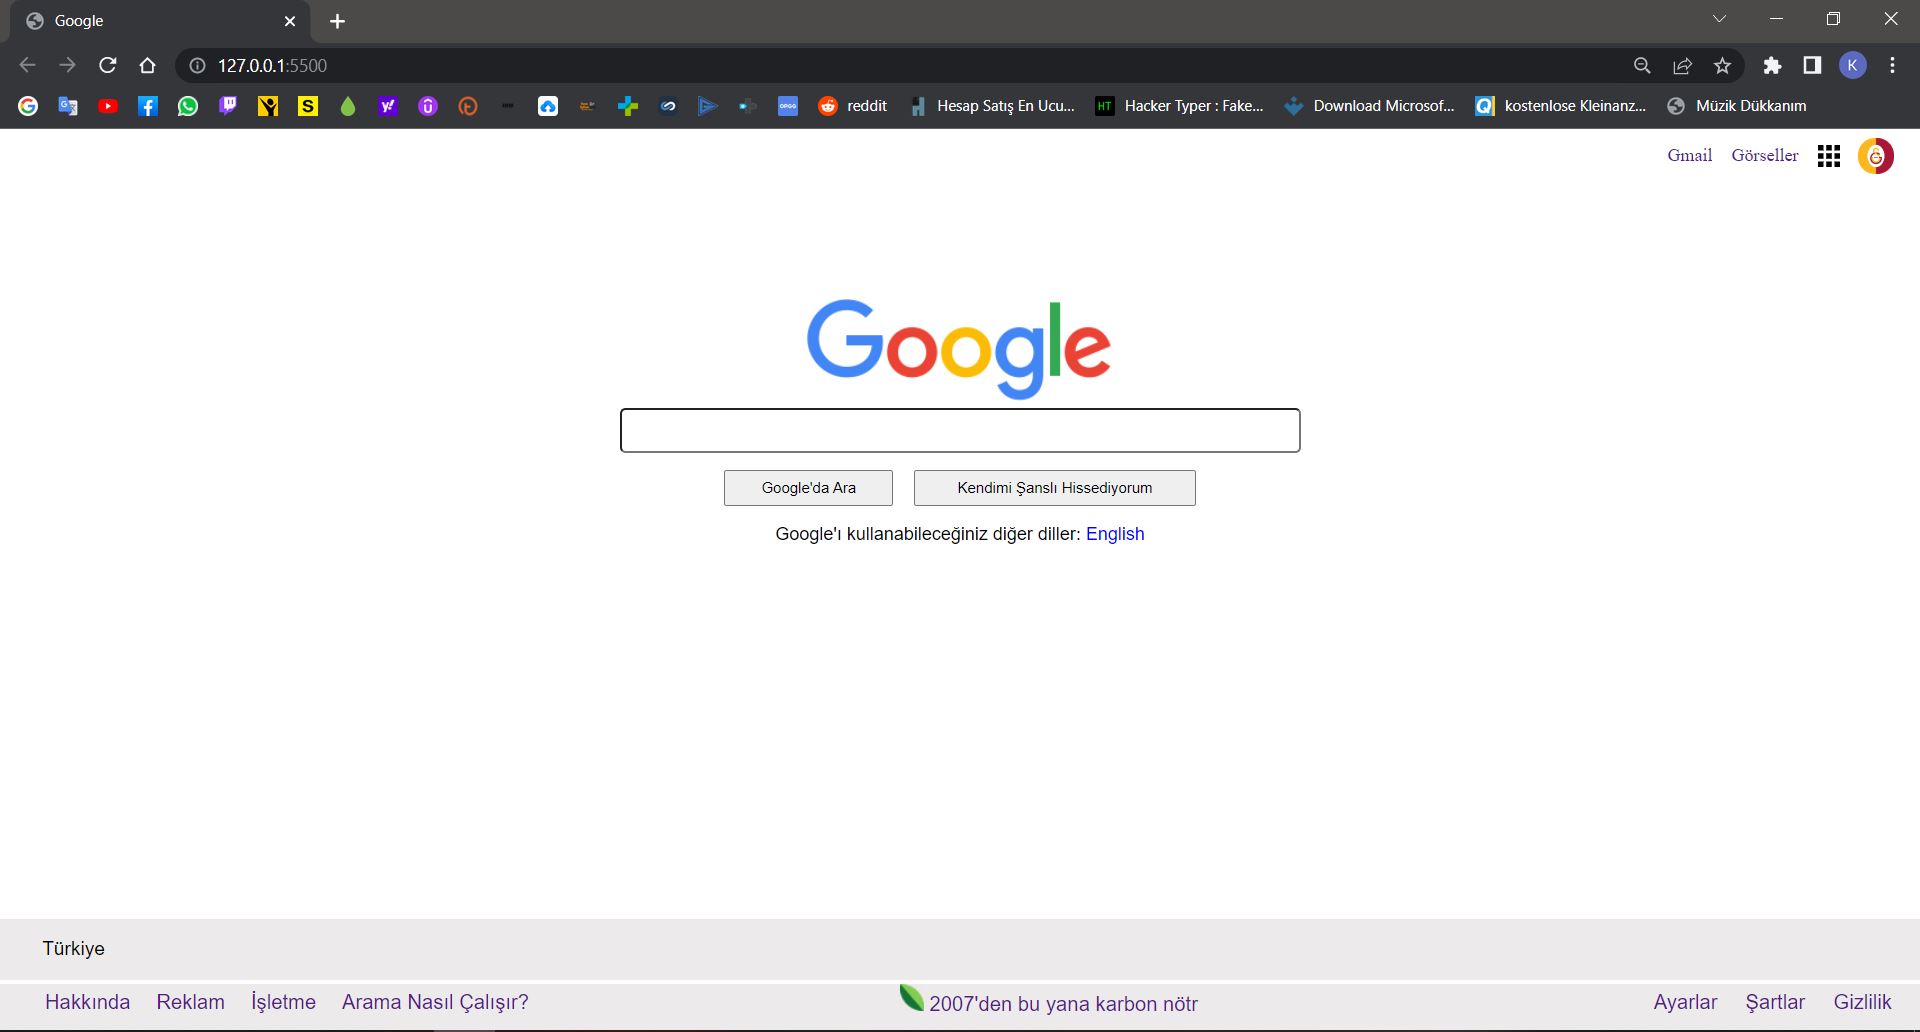 Google
127.0.0.1:5500
reddit
Hesap Satış En Ucu...
HT
Hacker Typer : Fake...
Download Microsof...
kostenlose Kleinanz...
Müzik Dükkanım
K
Gmail Görseller
Google
Google'da Ara Kendimi Şanslı Hissediyorum
Google'ı kullanabileceğiniz diğer diller: English
Türkiye
Hakkında Reklam İşletme Arama Nasıl Çalışır? 2007'den bu yana karbon nötr Ayarlar Şartlar Gizlilik